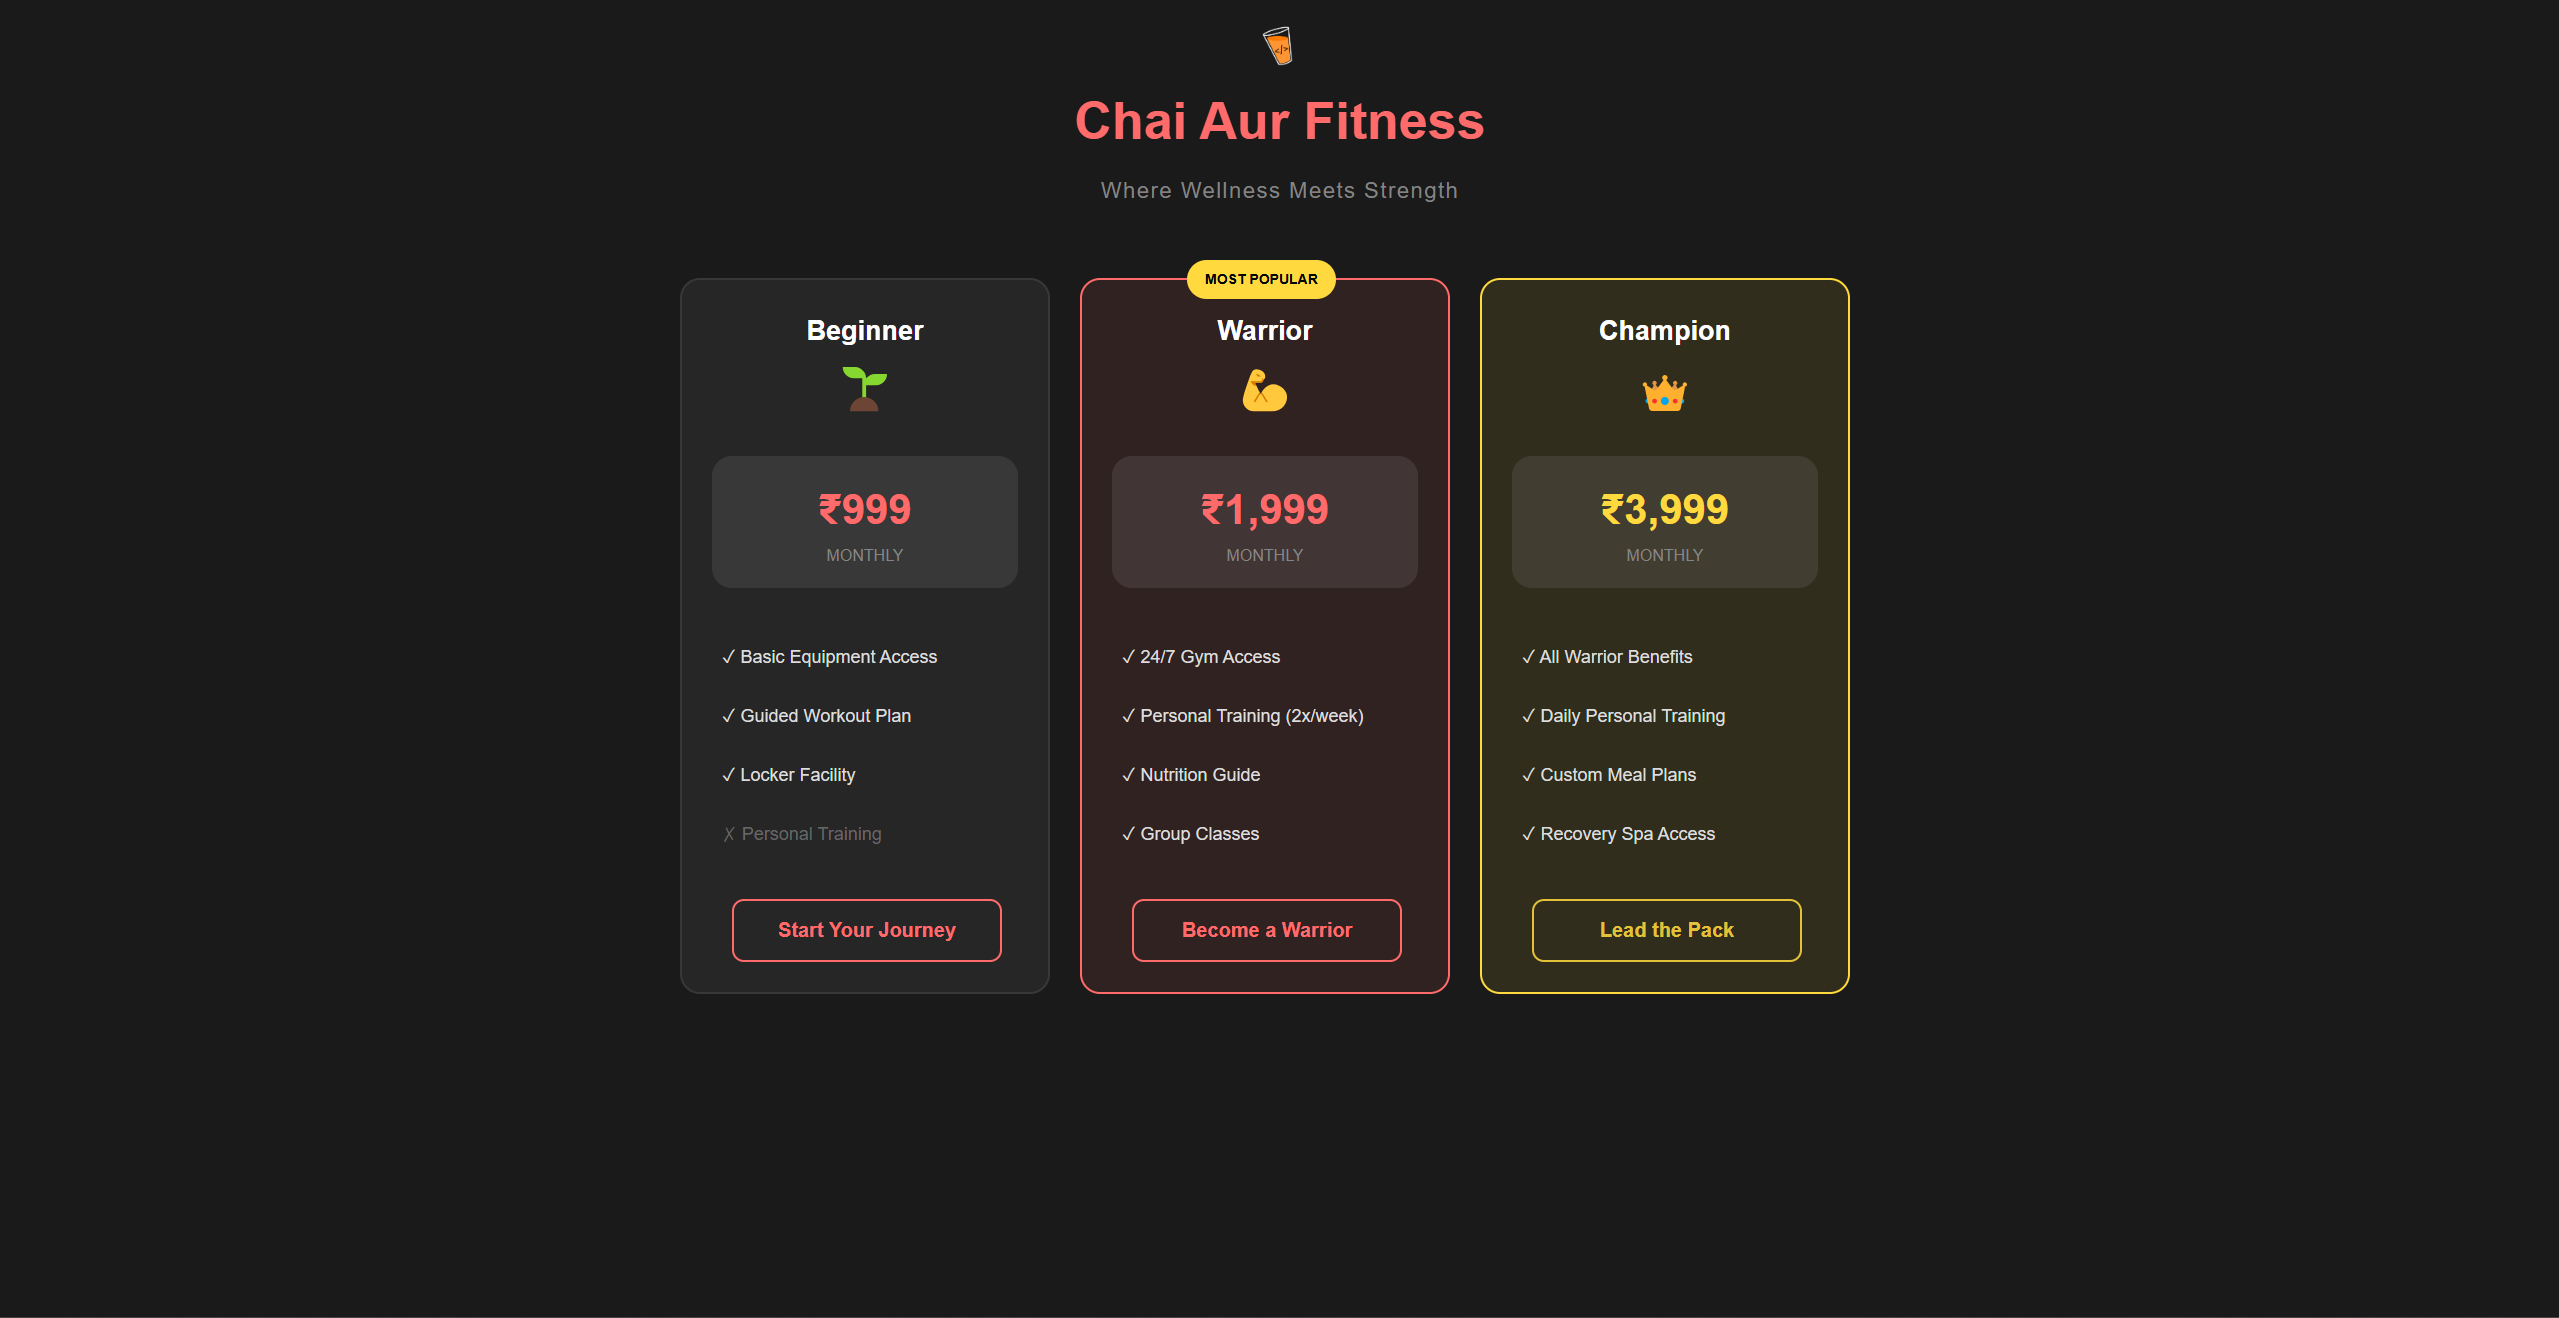 </>
Chai Aur Fitness
Where Wellness Meets Strength
MOST POPULAR
Beginner
₹999
MONTHLY
✓ Basic Equipment Access
✓ Guided Workout Plan
✓ Locker Facility
✗ Personal Training
Start Your Journey
Warrior
₹1,999
MONTHLY
✓ 24/7 Gym Access
✓ Personal Training (2x/week)
✓ Nutrition Guide
✓ Group Classes
Become a Warrior
Champion
₹3,999
MONTHLY
✓ All Warrior Benefits
✓ Daily Personal Training
✓ Custom Meal Plans
✓ Recovery Spa Access
Lead the Pack